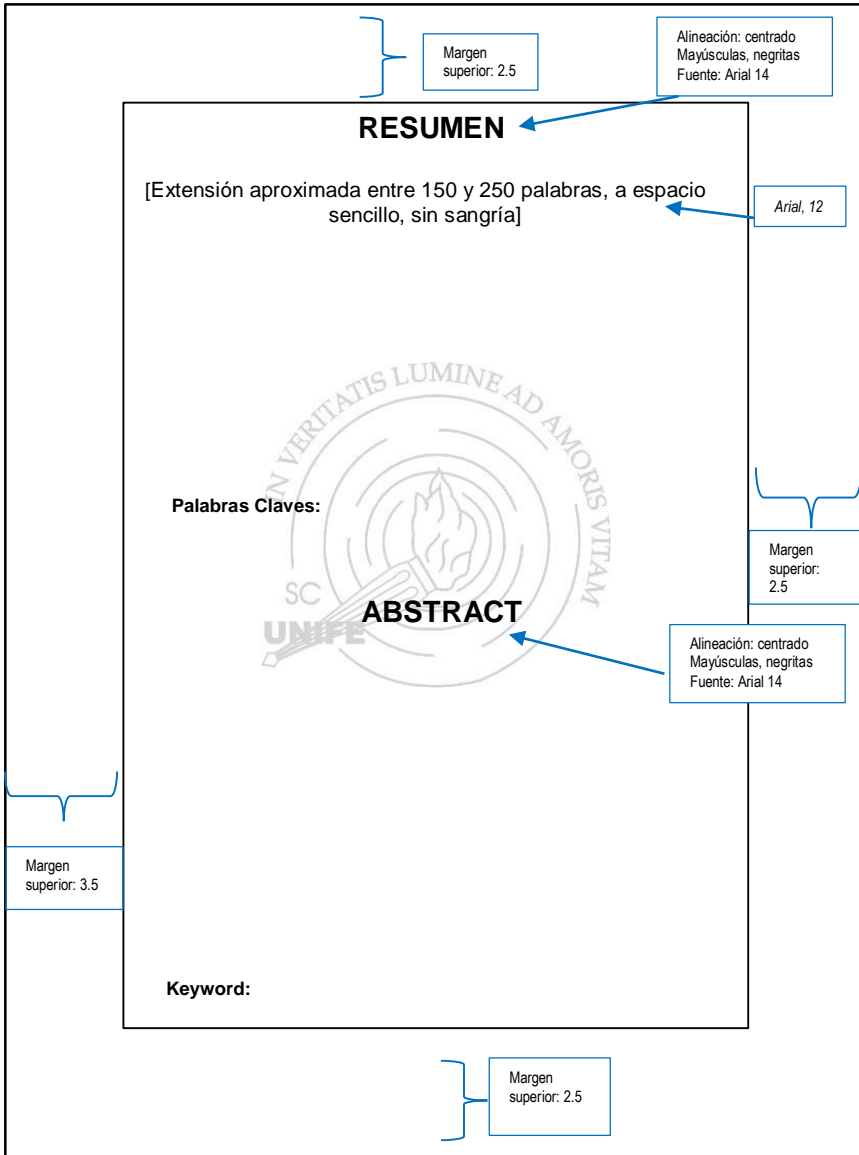 Margen
superior: 2.5
Alineación: centrado
Mayúsculas, negritas
Fuente: Arial 14
RESUMEN
[Extensión aproximada entre 150 y 250 palabras, a espacio
sencillo, sin sangría]
Arial, 12
IN VERITATIS LUMINE AD AMORIS VITAM
Palabras Claves:
Margen
superior:
2.5
SC
UNIFE
ABSTRACT
Alineación: centrado
Mayúsculas, negritas
Fuente: Arial 14
Margen
superior: 3.5
Keyword:
Margen
superior: 2.5